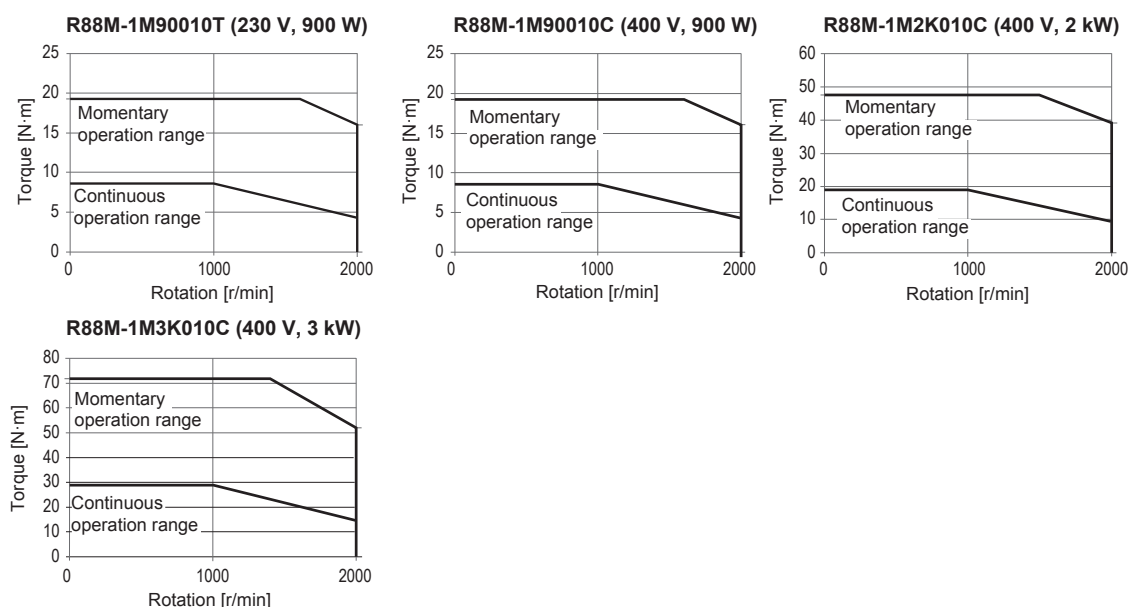 R88M-1M90010T (230 V, 900 W)
25
20
15
10
5
0
Torque [N·m]
Momentary
operation range
Continuous
operation range
0
1000
2000
Rotation [r/min]
R88M-1M90010C (400 V, 900 W)
25
20
15
10
5
0
Torque [N·m]
Momentary
operation range
Continuous
operation range
0
1000
2000
Rotation [r/min]
R88M-1M2K010C (400 V, 2 kW)
60
50
40
30
20
10
0
Torque [N·m]
Momentary
operation range
Continuous
operation range
0
1000
2000
Rotation [r/min]
R88M-1M3K010C (400 V, 3 kW)
80
70
60
50
40
30
20
10
0
Torque [N·m]
Momentary
operation range
Continuous
operation range
0
1000
2000
Rotation [r/min]